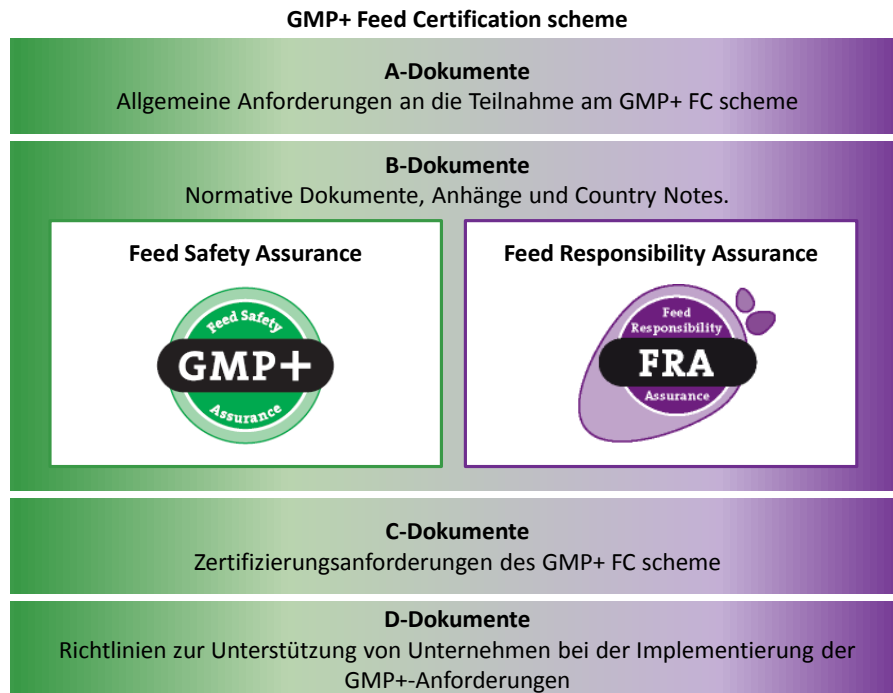 GMP+ Feed Certification scheme
A-Dokumente
Allgemeine Anforderungen an die Teilnahme am GMP+ FC scheme
B-Dokumente
Normative Dokumente, Anhänge und Country Notes.
Feed Safety Assurance
Feed Safety
GMP+
Assurance
Feed Responsibility Assurance
Feed
Responsibility
FRA
Assurance
C-Dokumente
Zertifizierungsanforderungen des GMP+ FC scheme
D-Dokumente
Richtlinien zur Unterstützung von Unternehmen bei der Implementierung der
GMP+-Anforderungen